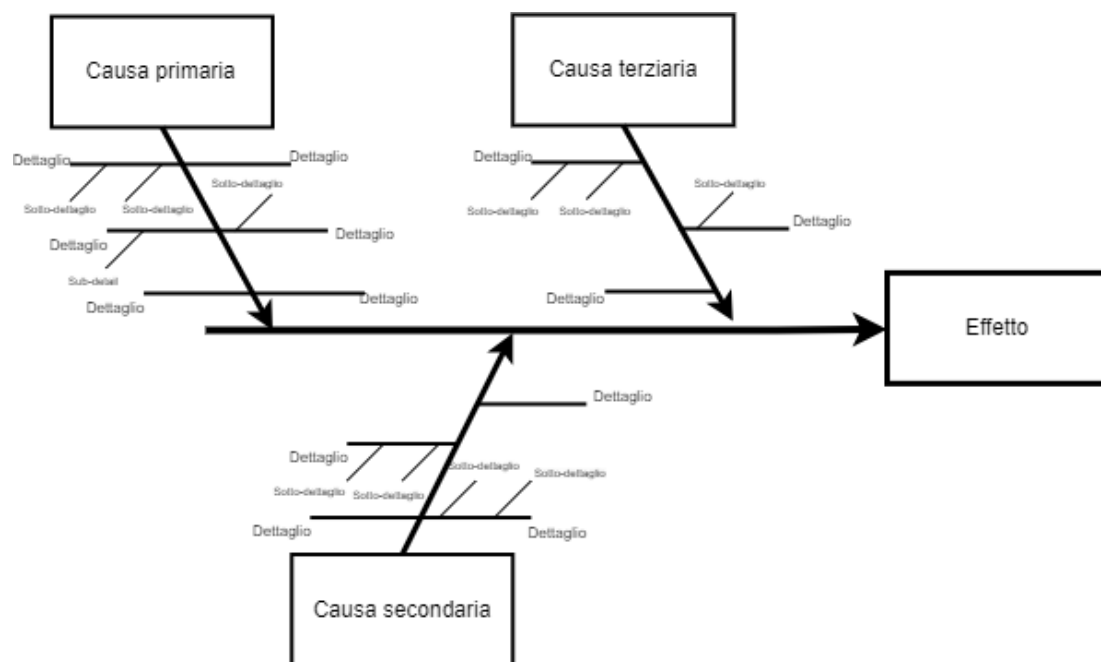 Causa primaria
Causa terziaria
Dettaglio
Dettaglio
Dettaglio
Sotto-dettaglio
Sotto-dettaglio
Sotto-dettaglio
Sotto-dettaglio
Sotto-dettaglio
Sotto-dettaglio
Dettaglio
Dettaglio
Dettaglio
Sub-detail
Dettaglio
Dettaglio
Dettaglio
Effetto
Dettaglio
Dettaglio
Sotto-dettaglio
Sotto-dettaglio
Sotto-dettaglio
Sotto-dettaglio
Dettaglio
Dettaglio
Causa secondaria